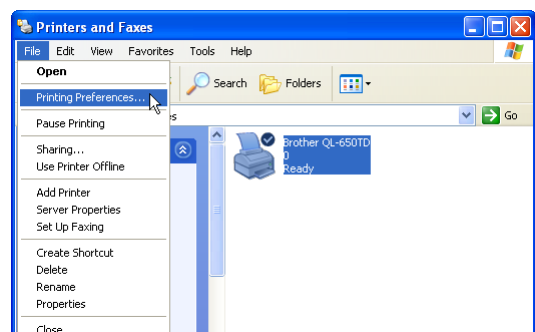 Printers and Faxes
File Edit View Favorites Tools Help
Open
Printing Preferences...
Pause Printing
Sharing...
Use Printer Offline
Add Printer
Server Properties
Set Up Faxing
Create Shortcut
Delete
Rename
Properties
Close
Search Folders
es
Go
Brother QL-650TD
0
Ready